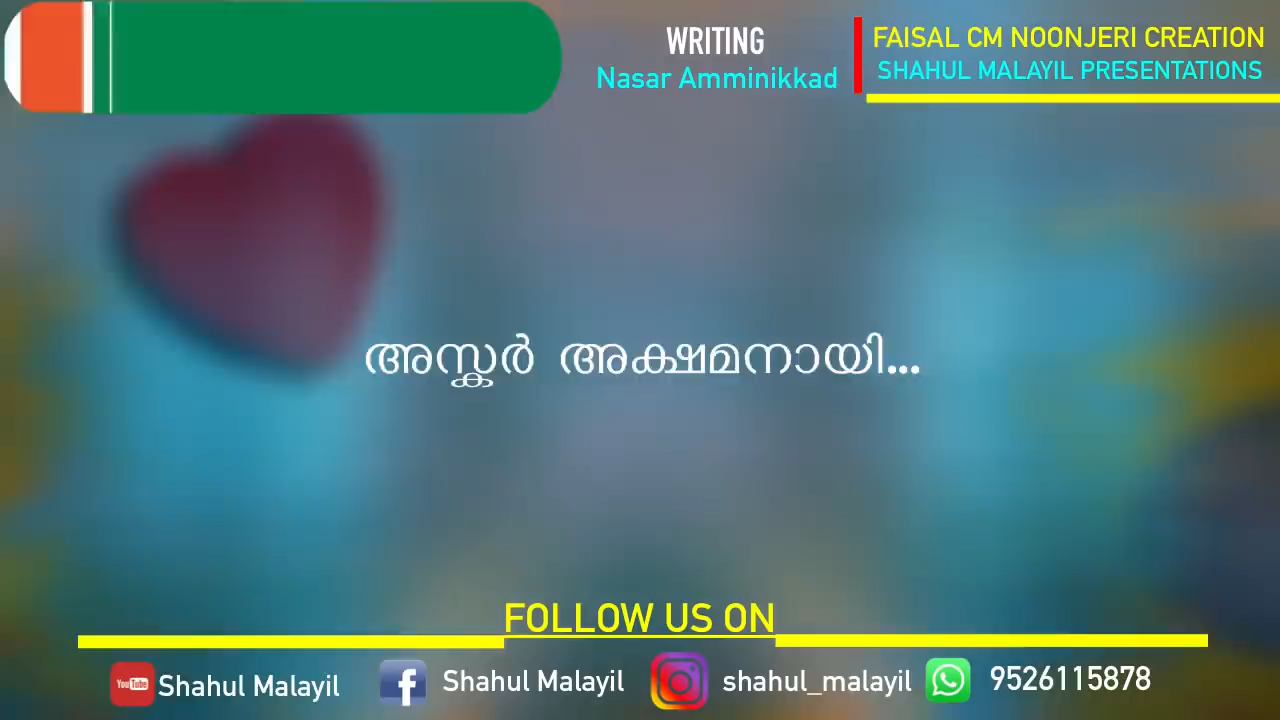 WRITING
Nasar Amminikkad
FAISAL CM NOONJERI CREATION
SHAHUL MALAYIL PRESENTATIONS
അസ്കർ അക്ഷമനായി...
FOLLOW US ON
YouTube Shahul Malayil
Shahul Malayil
shahul_malayil
9526115878